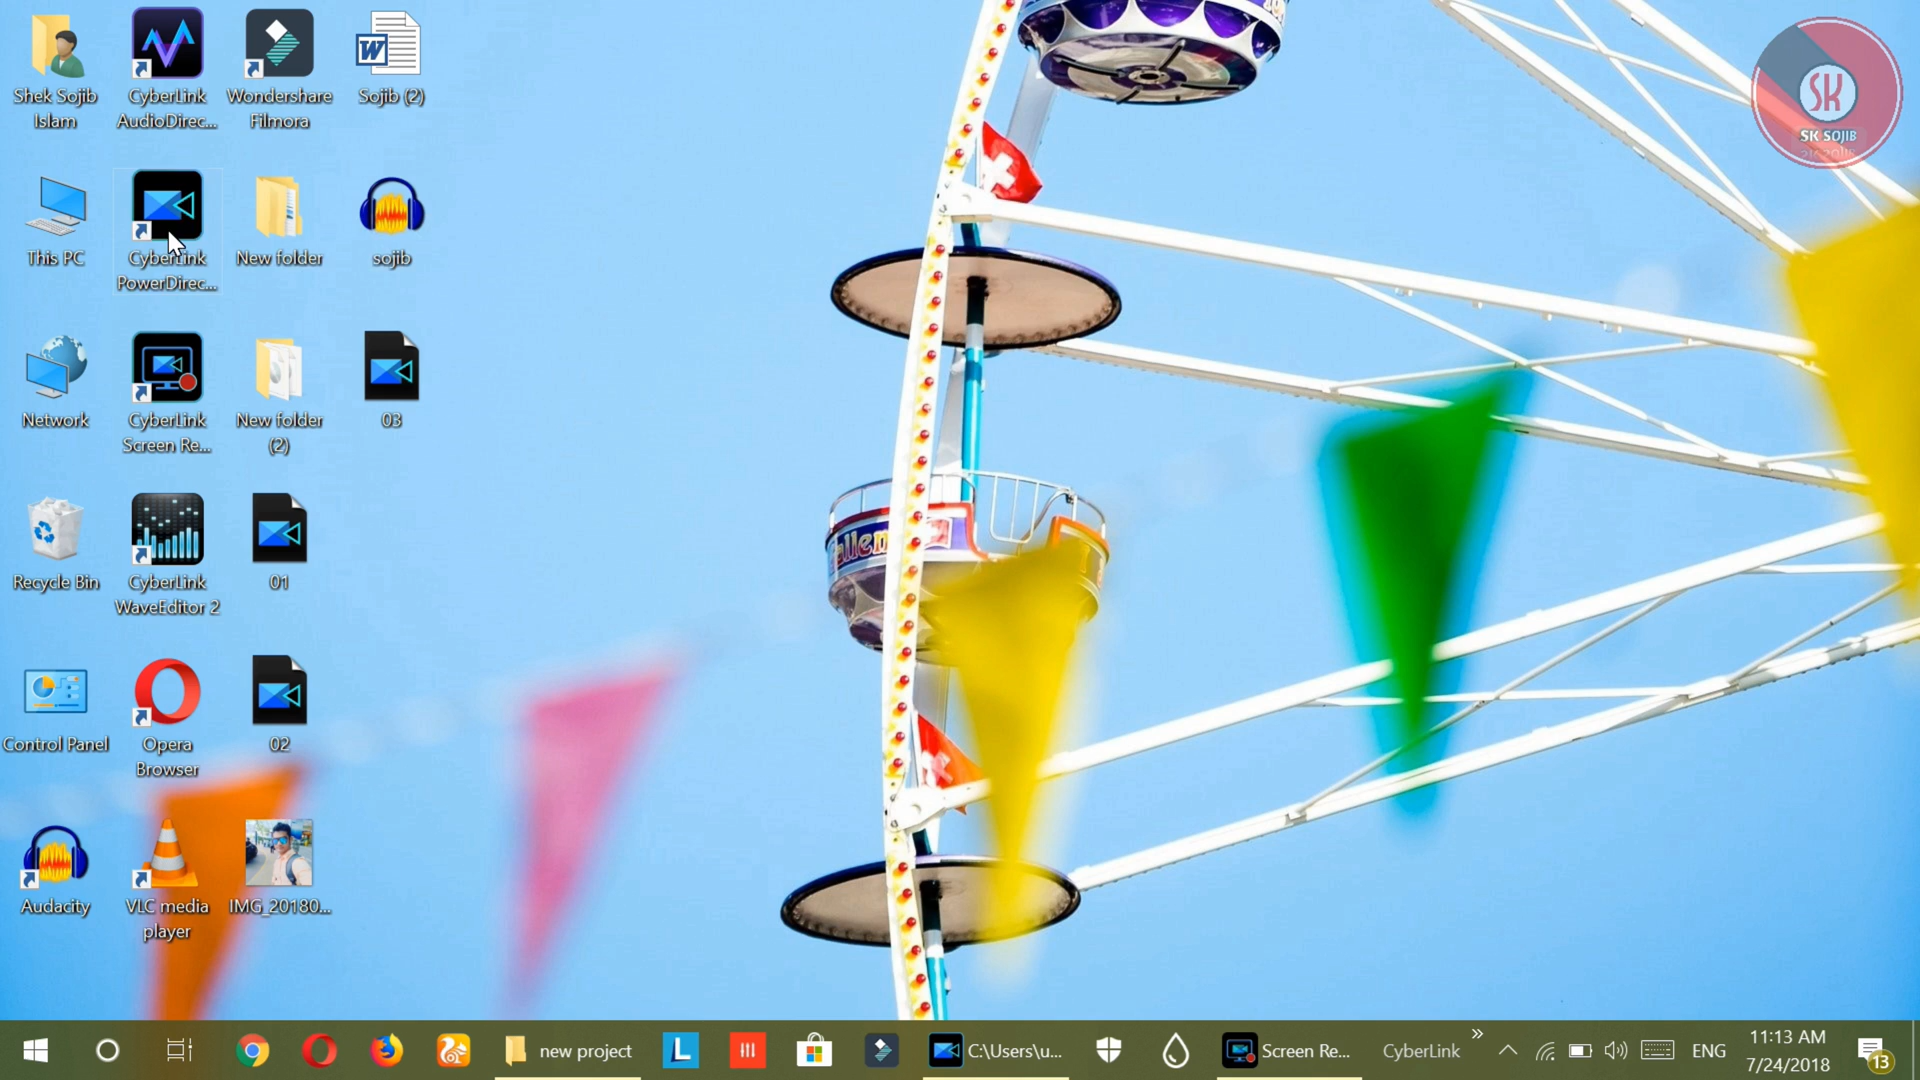 Shek Sojib
Islam
CyberLink
AudioDirec...
Wondershare
Filmora
Sojib (2)
SK
SK SOJIB
This PC
CyberLink
PowerDirec...
New folder
sojib
Network
CyberLink
Screen Re...
New folder
(2)
03
Recycle Bin
CyberLink
WaveEditor 2
01
Control Panel
Opera
Browser
02
Audacity
VLC media
player
IMG_20180...
new project
L
C:\Users\u...
Screen Re...
CyberLink
ENG
11:13 AM
7/24/2018
13